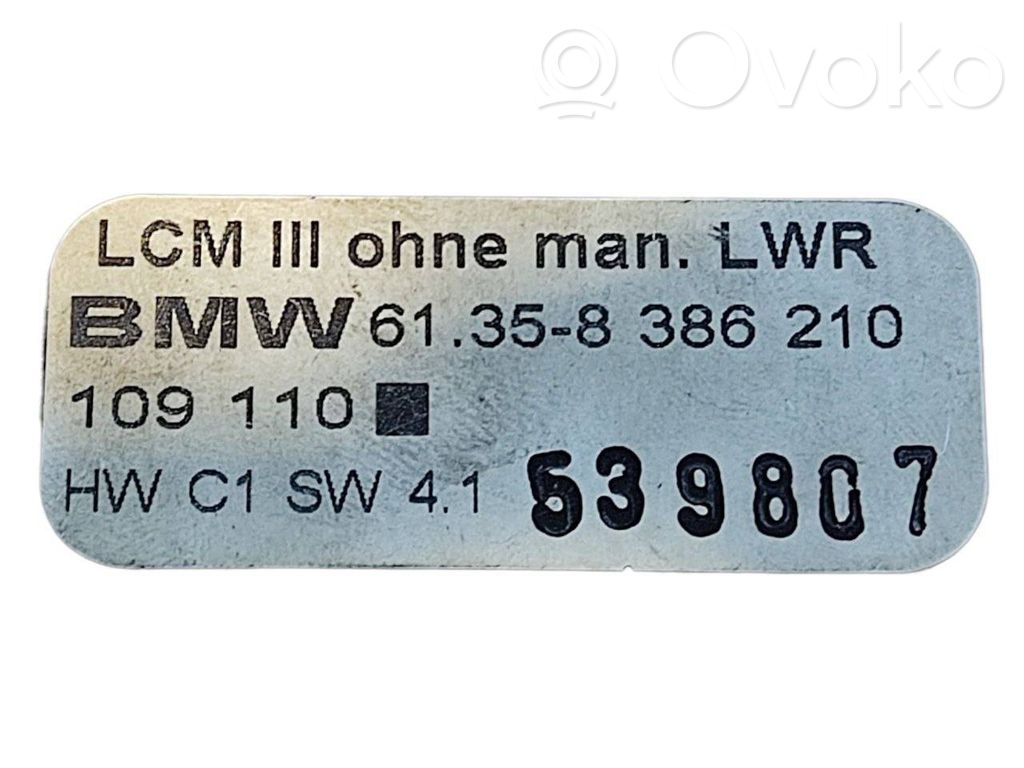 Ovoko
LCM III ohne man. LWR
BMW 61.35-8 386 210
109 110
HW C1 SW 4.1 539807